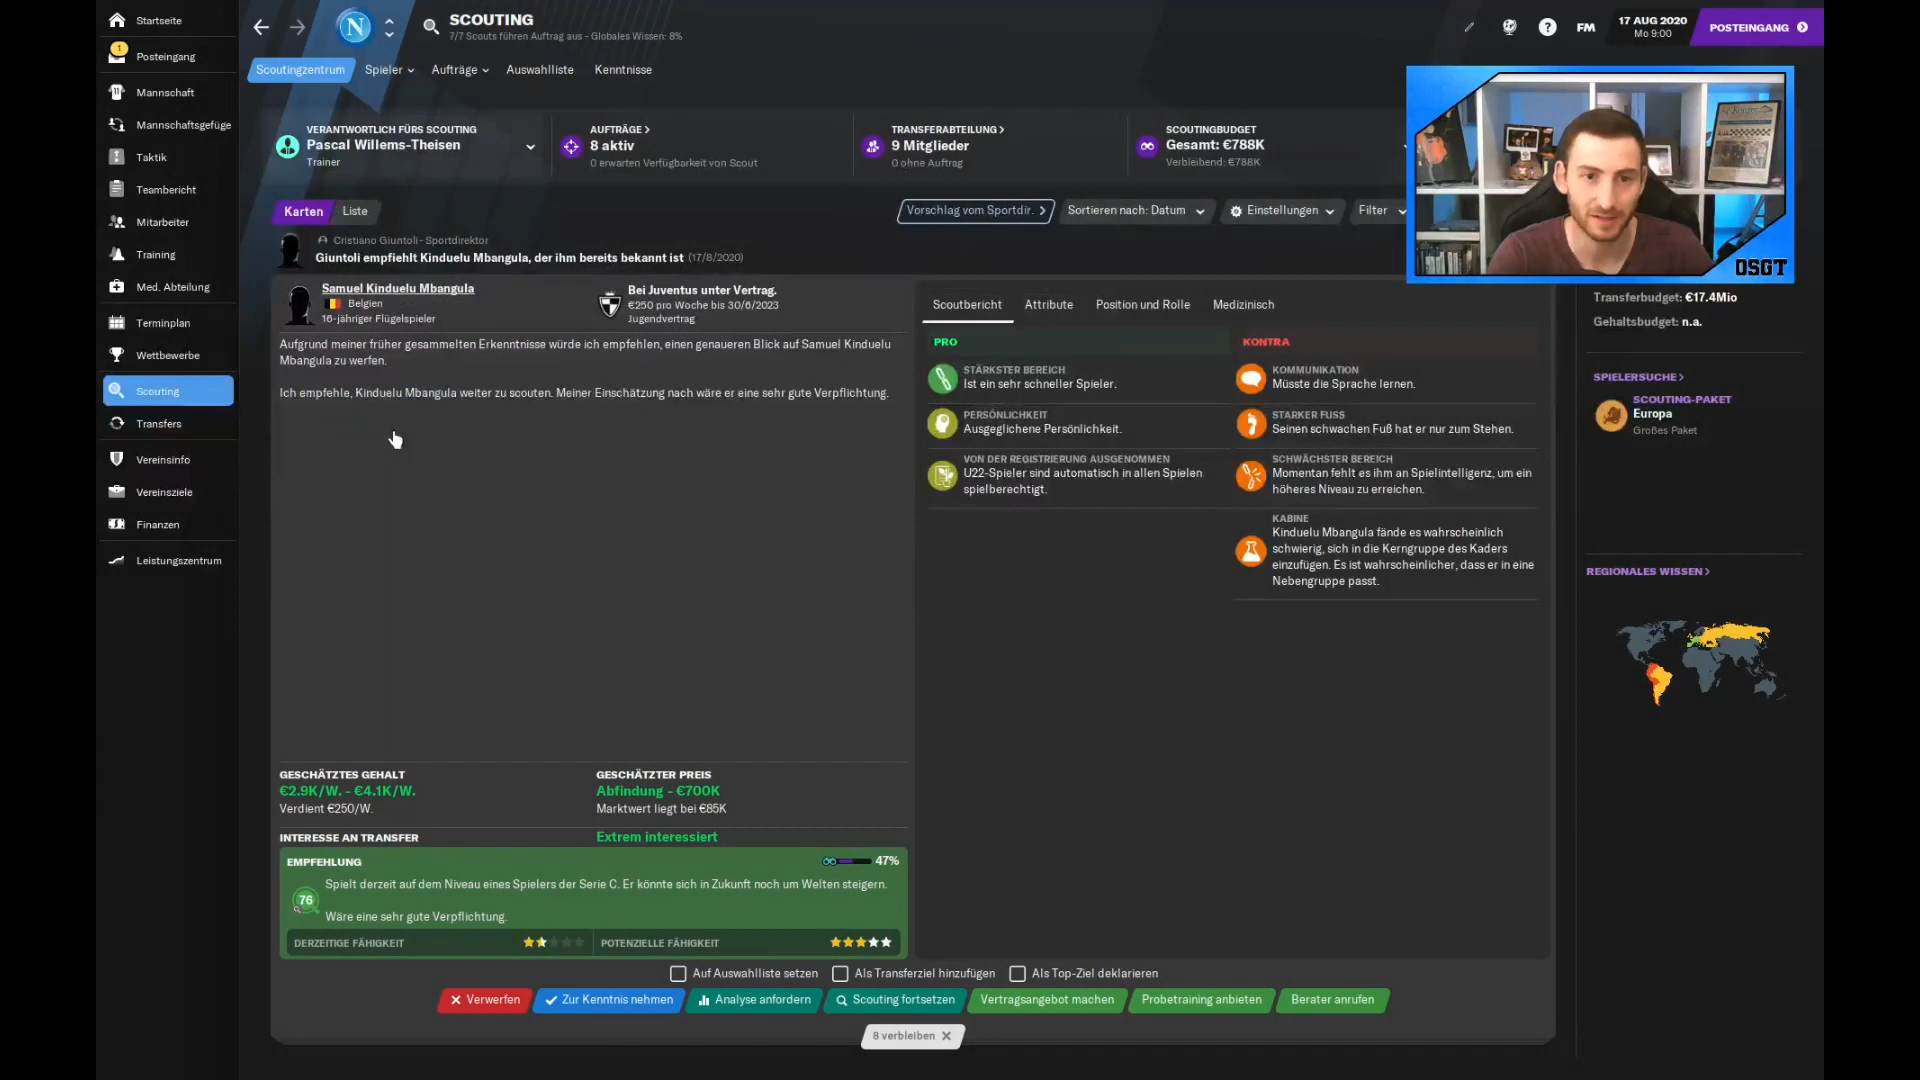 Startseite
1
Posteingang
Mannschaft
Mannschaftsgefüge
Taktik
Teambericht
Mitarbeiter
Training
Med. Abteilung
Terminplan
Wettbewerbe
Scouting
Transfers
Vereinsinfo
Vereinsziele
Finanzen
Leistungszentrum
N
SCOUTING
7/7 Scouts führen Auftrag aus - Globales Wissen: 8%
?
FM
17 AUG 2020
Mo 9:00
POSTEINGANG
Scoutingzentrum
Spieler
Aufträge
Auswahlliste
Kenntnisse
VERANTWORTLICH FÜRS SCOUTING
Pascal Willems-Theisen
Trainer
AUFTRÄGE >
8 aktiv
0 erwarten Verfügbarkeit von Scout
TRANSFERABTEILUNG >
9 Mitglieder
0 ohne Auftrag
SCOUTINGBUDGET
Gesamt: €788K
Verbleibend: €788K
OSGT
Karten
Liste
Vorschlag vom Sportdir. >
Sortieren nach: Datum
Einstellungen
Filter
Cristiano Giuntoli - Sportdirektor
Giuntoli empfiehlt Kinduelu Mbangula, der ihm bereits bekannt ist (17/8/2020)
Samuel Kinduelu Mbangula
Belgien
16-jähriger Flügelspieler
Bei Juventus unter Vertrag.
€250 pro Woche bis 30/6/2023
Jugendvertrag
Aufgrund meiner früher gesammelten Erkenntnisse würde ich empfehlen, einen genaueren Blick auf Samuel Kinduelu
Mbangula zu werfen.
Ich empfehle, Kinduelu Mbangula weiter zu scouten. Meiner Einschätzung nach wäre er eine sehr gute Verpflichtung.
GESCHÄTZTES GEHALT
€2.9K/W. - €4.1K/W.
Verdient €250/W.
GESCHÄTZTER PREIS
Abfindung - €700K
Marktwert liegt bei €85K
INTERESSE AN TRANSFER
Extrem interessiert
EMPFEHLUNG
47%
76
Spielt derzeit auf dem Niveau eines Spielers der Serie C. Er könnte sich in Zukunft noch um Welten steigern.
Wäre eine sehr gute Verpflichtung.
DERZEITIGE FÄHIGKEIT
POTENZIELLE FÄHIGKEIT
Scoutbericht
Attribute
Position und Rolle
Medizinisch
PRO
STÄRKSTER BEREICH
Ist ein sehr schneller Spieler.
PERSÖNLICHKEIT
Ausgeglichene Persönlichkeit.
VON DER REGISTRIERUNG AUSGENOMMEN
U22-Spieler sind automatisch in allen Spielen
spielberechtigt.
KONTRA
KOMMUNIKATION
Müsste die Sprache lernen.
STARKER FUSS
Seinen schwachen Fuß hat er nur zum Stehen.
SCHWÄCHSTER BEREICH
Momentan fehlt es ihm an Spielintelligenz, um ein
höheres Niveau zu erreichen.
KABINE
Kinduelu Mbangula fände es wahrscheinlich
schwierig, sich in die Kerngruppe des Kaders
einzufügen. Es ist wahrscheinlicher, dass er in eine
Nebengruppe passt.
Transferbudget: €17.4Mio
Gehaltsbudget: n.a.
SPIELERSUCHE >
SCOUTING-PAKET
Europa
Großes Paket
REGIONALES WISSEN >
Auf Auswahlliste setzen
Als Transferziel hinzufügen
Als Top-Ziel deklarieren
Verwerfen
Zur Kenntnis nehmen
Analyse anfordern
Scouting fortsetzen
Vertragsangebot machen
Probetraining anbieten
Berater anrufen
8 verbleiben